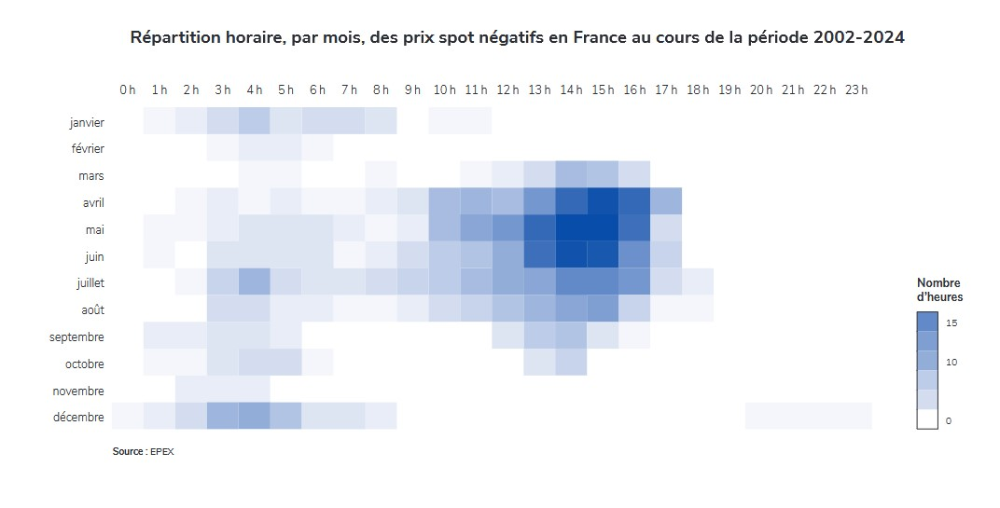 Répartition horaire, par mois, des prix spot négatifs en France au cours de la période 2002-2024
0 h 1 h 2 h 3 h 4 h 5 h 6 h 7 h 8 h 9 h 10 h 11 h 12 h 13 h 14 h 15 h 16 h 17 h 18 h 19 h 20 h 21 h 22 h 23 h
janvier
février
mars
avril
mai
juin
juillet
août
septembre
octobre
novembre
décembre
Nombre
d'heures
15
10
0
Source : EPEX